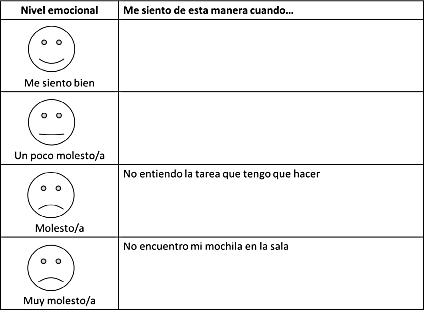 Nivel emocional
Me siento de esta manera cuando...
Me siento bien
Un poco molesto/a
No entiendo la tarea que tengo que hacer
Molesto/a
No encuentro mi mochila en la sala
Muy molesto/a